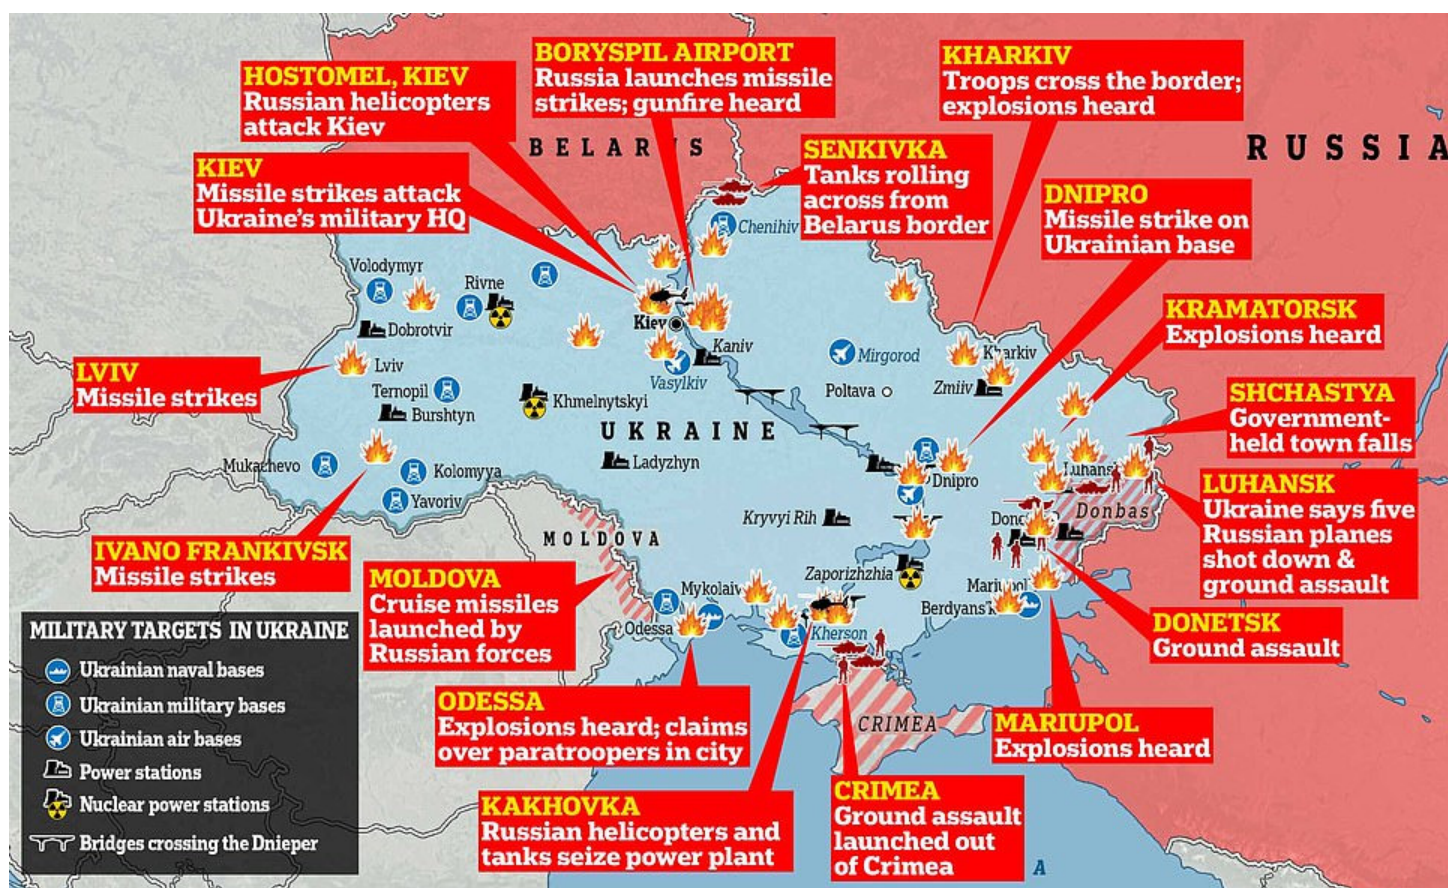 BORYSPIL AIRPORT
Russia launches missile
strikes; gunfire heard
KHARKIV
Troops cross the border;
explosions heard
HOSTOMEL, KIEV
Russian helicopters
attack Kiev
BELARUS
RUSSIA
SENKIVKA
Tanks rolling
across from
Belarus border
KIEV
Missile strikes attack
Ukraine's military HQ
DNIPRO
Missile strike on
Ukrainian base
Chenihiv
Volodymyr
Rivne
KRAMATORSK
Explosions heard
Dobrotvir
Kiev
Kaniv
Mirgorod
Kharkiv
LVIV
Missile strikes
Lviv
Vasylkiv
Zmiiv
Ternopil
Poltava
SHCHASTYA
Government-
held town falls
Burshtyn
Khmelnytskyi
UKRAINE
Mukachevo
Kolomyya
Ladyzhyn
Dnipro
LUHANSK
Ukraine says five
Russian planes
shot down &
ground assault
Yavoriv
Donbas
Kryvyi Rih
MOLDOVA
IVANO FRANKIVSK
Missile strikes
MOLDOVA
Cruise missiles
launched by
Russian forces
Zaporizhzhia
Mykolaiv
Odessa
Kherson
DONETSK
Ground assault
MILITARY TARGETS IN UKRAINE
Ukrainian naval bases
Ukrainian military bases
Ukrainian air bases
Power stations
Nuclear power stations
Bridges crossing the Dnieper
ODESSA
Explosions heard; claims
over paratroopers in city
CRIMEA
MARIUPOL
Explosions heard
KAKHOVKA
Russian helicopters and
tanks seize power plant
CRIMEA
Ground assault
launched out
of Crimea
A